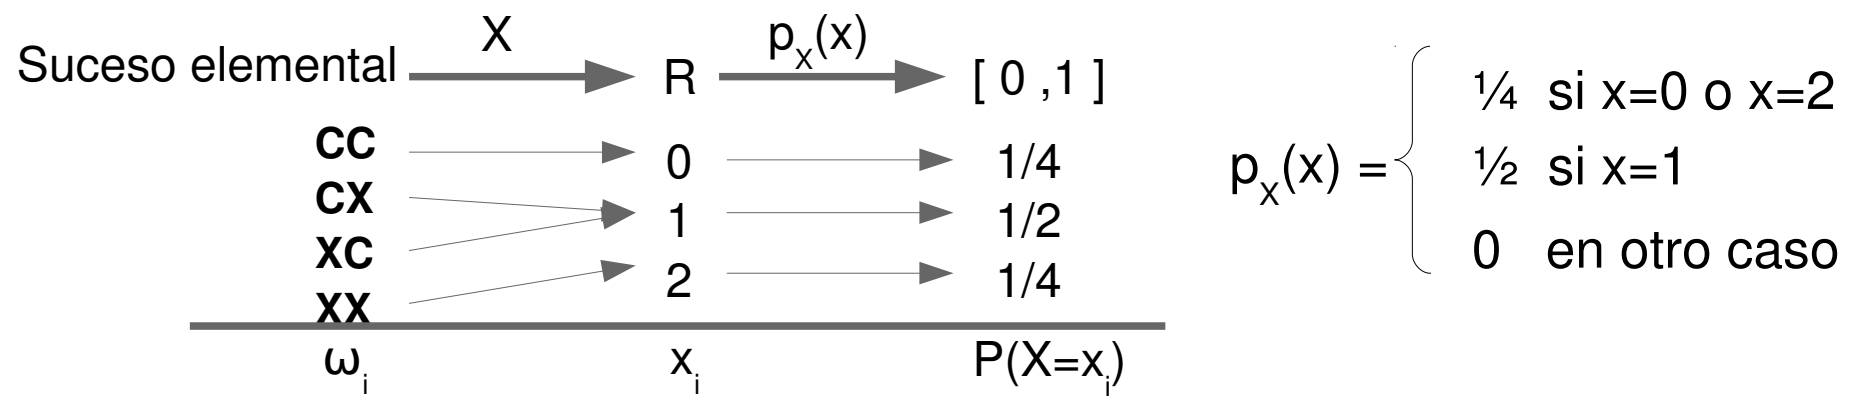 Suceso elemental X R pₓ(x) [ 0 ,1 ]
CC 0 1/4
CX
XC 1 1/2
XX 2 1/4
ωᵢ xᵢ P(X=xᵢ)
pₓ(x) =
¼ si x=0 o x=2
½ si x=1
0 en otro caso